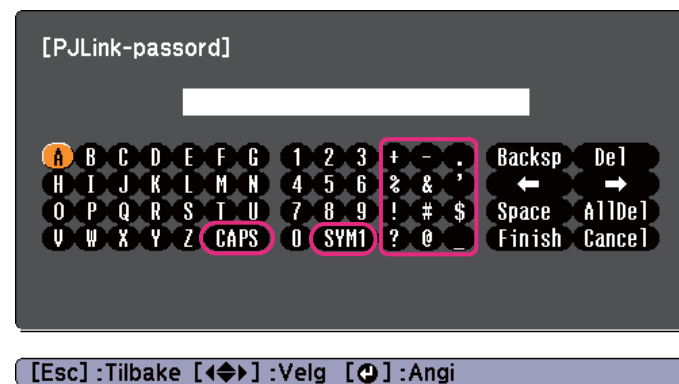 [PJLink-passord]
A B C D E F G 1 2 3 + - . Backsp Del
H I J K L M N 4 5 6 % & ' ← →
O P Q R S T U 7 8 9 ! # $ Space AllDel
V W X Y Z CAPS 0 SYM1 ? @ _ Finish Cancel
[Esc] :Tilbake [◀◆▶] :Velg [↵] :Angi